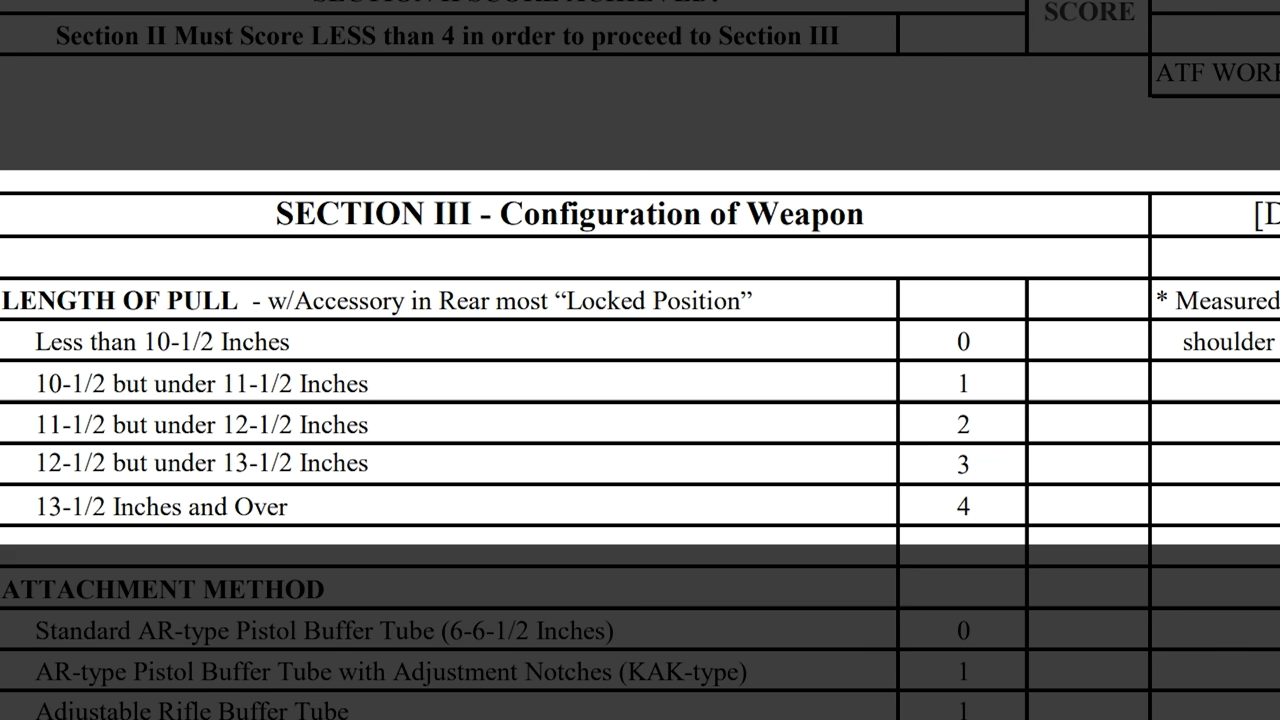 SCORE
Section II Must Score LESS than 4 in order to proceed to Section III
ATF
SECTION III - Configuration of Weapon
LENGTH OF PULL - w/Accessory in Rear most “Locked Position”
* Measured
Less than 10-1/2 Inches 0
shoulder
10-1/2 but under 11-1/2 Inches 1
11-1/2 but under 12-1/2 Inches 2
12-1/2 but under 13-1/2 Inches 3
13-1/2 Inches and Over 4
ATTACHMENT METHOD
Standard AR-type Pistol Buffer Tube (6-6-1/2 Inches) 0
AR-type Pistol Buffer Tube with Adjustment Notches (KAK-type) 1
Adjustable Rifle Buffer Tube 1